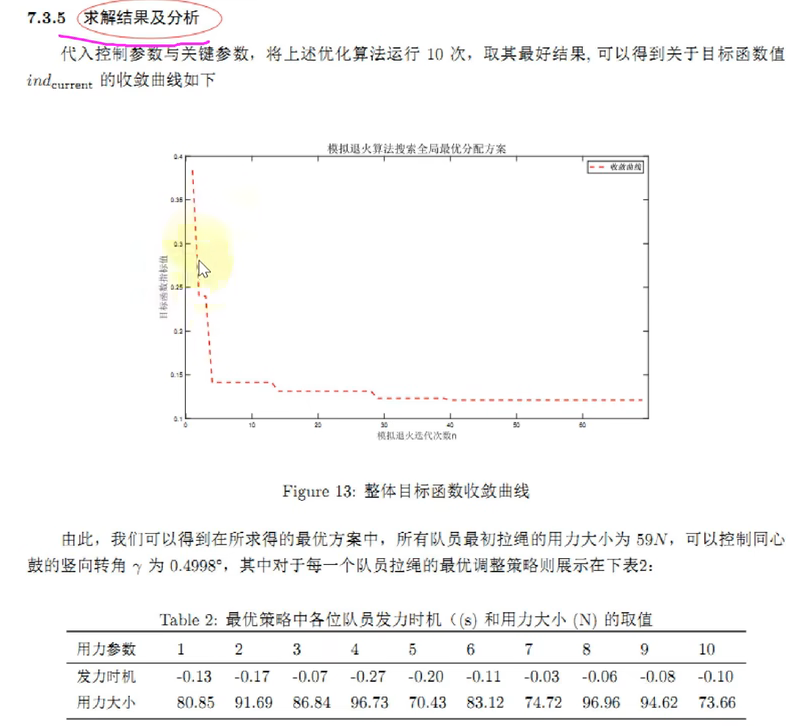 7.3.5 求解结果及分析
代入控制参数与关键参数，将上述优化算法运行 10 次，取其最好结果, 可以得到关于目标函数值
ind_current 的收敛曲线如下
模拟退火算法搜索全局最优分配方案
收敛曲线
0.4
0.35
0.3
0.25
0.2
0.15
0.1
目标函数指标值
0 10 20 30 40 50 60
模拟退火迭代次数n
Figure 13: 整体目标函数收敛曲线
由此，我们可以得到在所求得的最优方案中，所有队员最初拉绳的用力大小为 59N，可以控制同心
鼓的竖向转角 γ 为 0.4998°，其中对于每一个队员拉绳的最优调整策略则展示在下表2：
Table 2: 最优策略中各位队员发力时机（(s) 和用力大小 (N) 的取值
用力参数 1 2 3 4 5 6 7 8 9 10
发力时机 -0.13 -0.17 -0.07 -0.27 -0.20 -0.11 -0.03 -0.06 -0.08 -0.10
用力大小 80.85 91.69 86.84 96.73 70.43 83.12 74.72 96.96 94.62 73.66